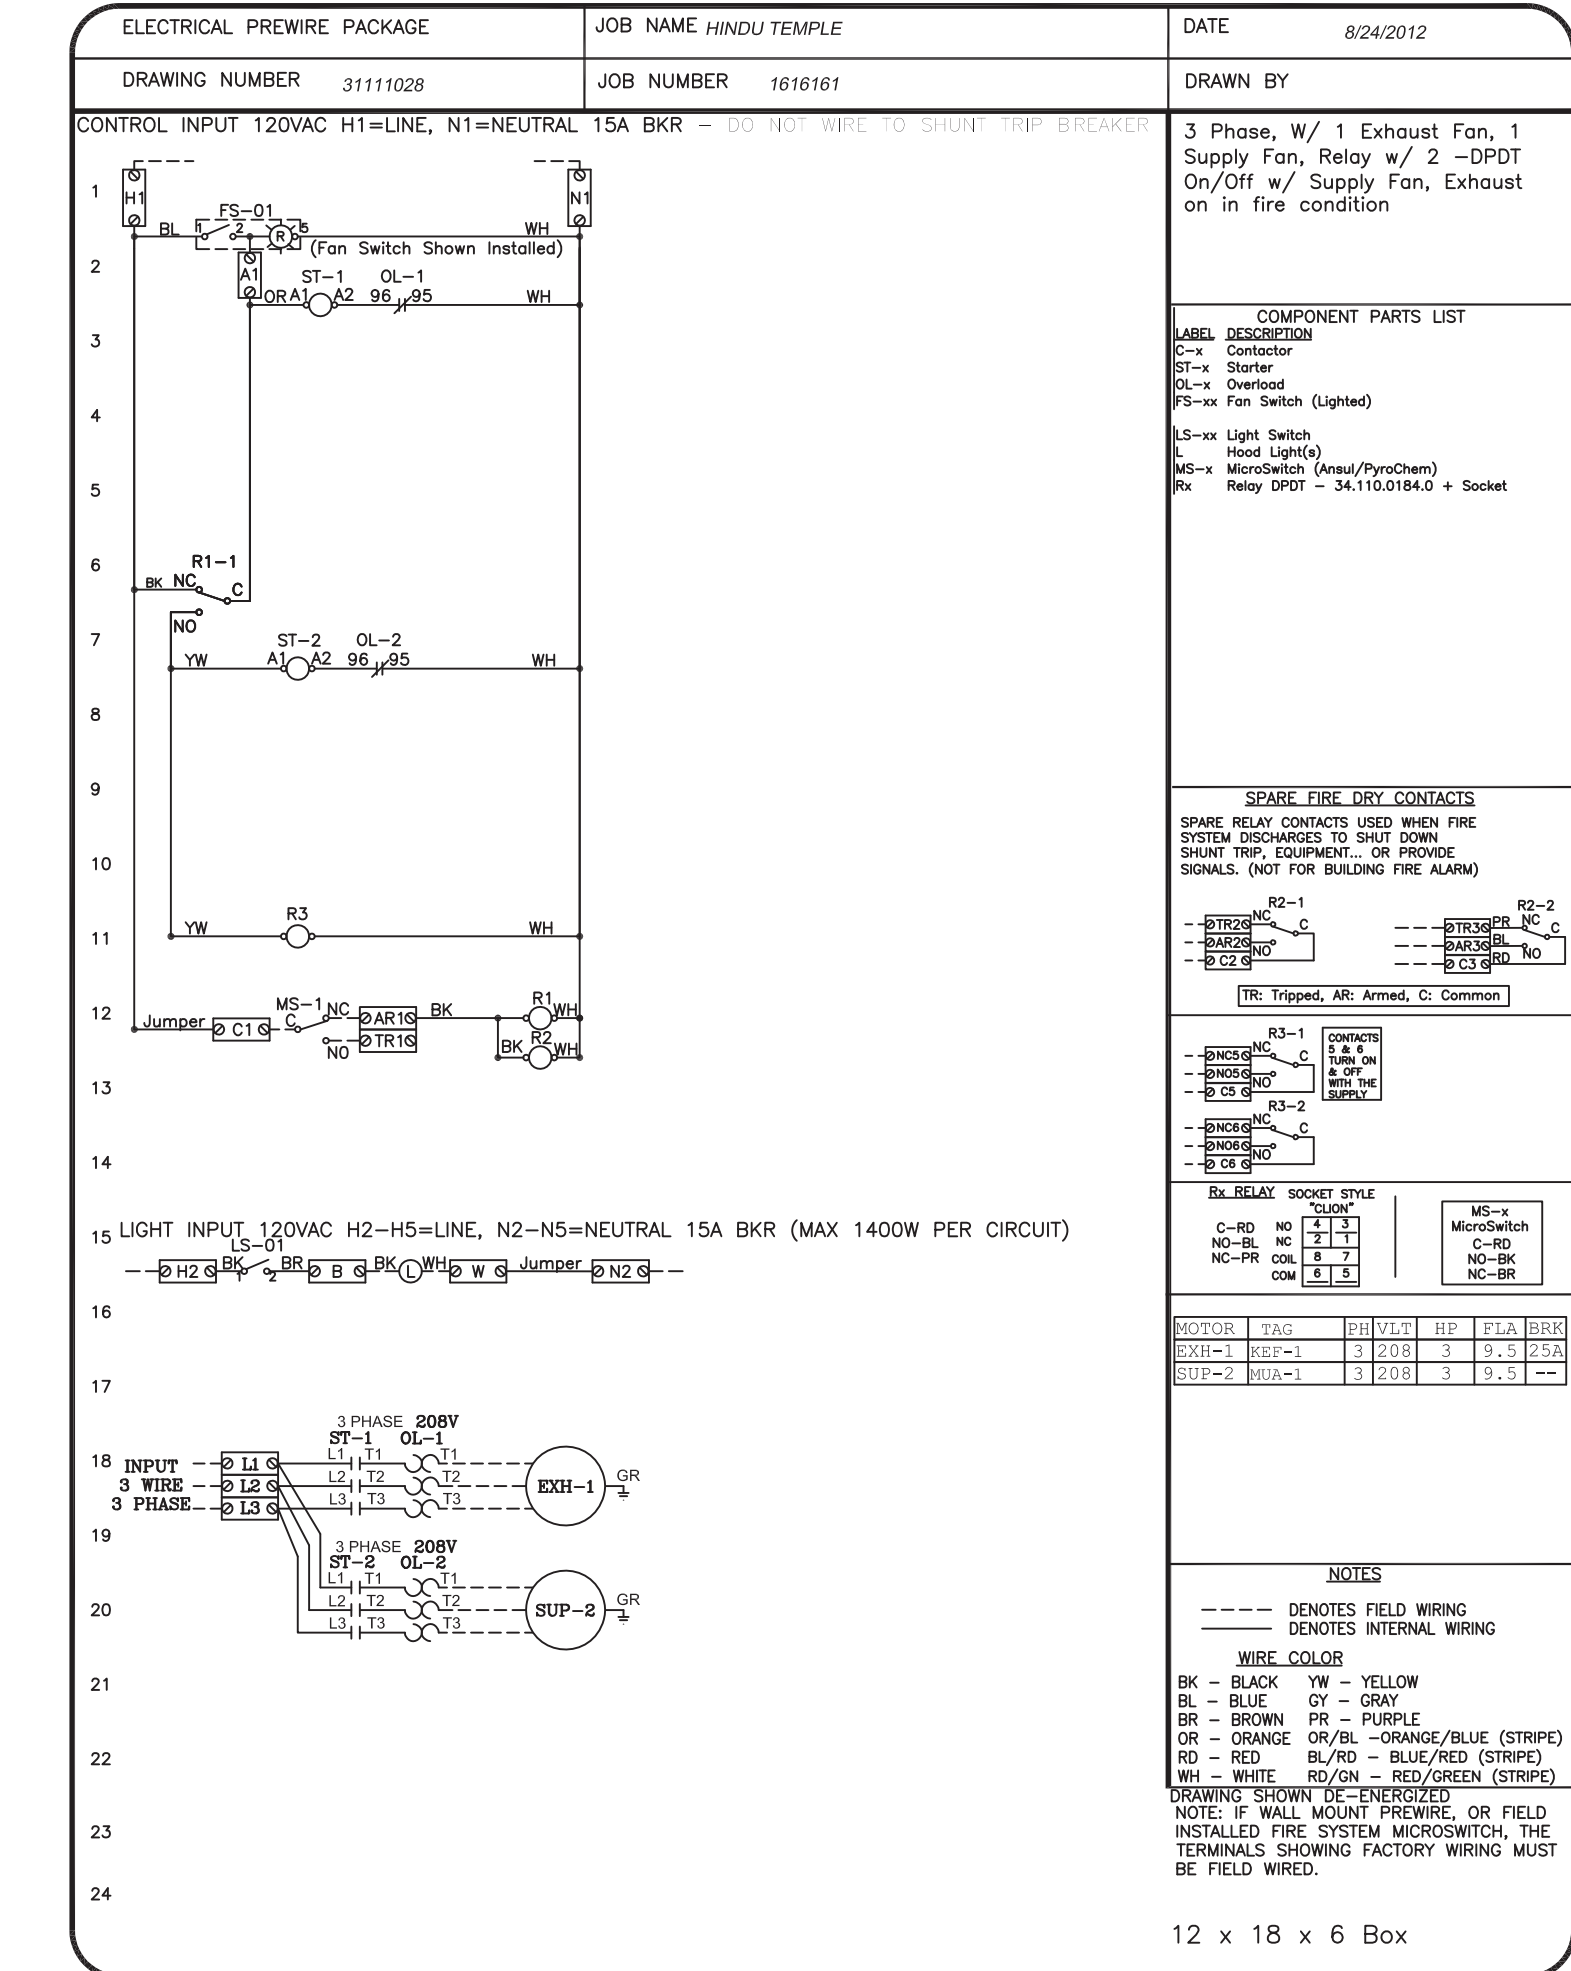 ELECTRICAL PREWIRE PACKAGE
JOB NAME HINDU TEMPLE
DATE 8/24/2012
DRAWING NUMBER 31111028
JOB NUMBER 1616161
DRAWN BY
CONTROL INPUT 120VAC H1=LINE, N1=NEUTRAL 15A BKR – DO NOT WIRE TO SHUNT TRIP BREAKER
1
H1
N1
FS-01
BL 1 2 R 5 WH
(Fan Switch Shown Installed)
2
A1
ST-1 OL-1
OR A1 A2 96 95 WH
3
4
5
6
R1-1
BK NC C
NO
7
ST-2 OL-2
YW A1 A2 96 95 WH
8
9
10
R3
11
YW WH
12
Jumper C1 C MS-1 NC AR1 BK R1 WH
NO TR1 BK R2 WH
13
14
15
LIGHT INPUT 120VAC H2-H5=LINE, N2-N5=NEUTRAL 15A BKR (MAX 1400W PER CIRCUIT)
LS-01
H2 BK 1 2 BR B BK L WH W Jumper N2
16
17
3 PHASE 208V
ST-1 OL-1
18
INPUT L1 L1 T1 T1
3 WIRE L2 L2 T2 T2 EXH-1 GR
3 PHASE L3 L3 T3 T3
19
3 PHASE 208V
ST-2 OL-2
L1 T1 T1
20
L2 T2 T2 SUP-2 GR
L3 T3 T3
21
22
23
24
3 Phase, W/ 1 Exhaust Fan, 1
Supply Fan, Relay w/ 2 -DPDT
On/Off w/ Supply Fan, Exhaust
on in fire condition
COMPONENT PARTS LIST
LABEL DESCRIPTION
C-x Contactor
ST-x Starter
OL-x Overload
FS-xx Fan Switch (Lighted)
LS-xx Light Switch
L Hood Light(s)
MS-x MicroSwitch (Ansul/PyroChem)
Rx Relay DPDT – 34.110.0184.0 + Socket
SPARE FIRE DRY CONTACTS
SPARE RELAY CONTACTS USED WHEN FIRE
SYSTEM DISCHARGES TO SHUT DOWN
SHUNT TRIP, EQUIPMENT... OR PROVIDE
SIGNALS. (NOT FOR BUILDING FIRE ALARM)
R2-1
TR2 NC C
AR2 NO
C2
R2-2
TR3 PR NC C
AR3 BL NO
C3 RD
TR: Tripped, AR: Armed, C: Common
R3-1
NC5 NC C
NO5 NO
C5
CONTACTS
5 & 6
TURN ON
& OFF
WITH THE
SUPPLY
R3-2
NC6 NC C
NO6 NO
C6
Rx RELAY SOCKET STYLE
"CLION"
C-RD NO 4 3
NO-BL NC 2 1
NC-PR COIL 8 7
COM 6 5
MS-x
MicroSwitch
C-RD
NO-BK
NC-BR
MOTOR TAG PH VLT HP FLA BRK
EXH-1 KEF-1 3 208 3 9.5 25A
SUP-2 MUA-1 3 208 3 9.5 --
NOTES
DENOTES FIELD WIRING
DENOTES INTERNAL WIRING
WIRE COLOR
BK – BLACK YW – YELLOW
BL – BLUE GY – GRAY
BR – BROWN PR – PURPLE
OR – ORANGE OR/BL –ORANGE/BLUE (STRIPE)
RD – RED BL/RD – BLUE/RED (STRIPE)
WH – WHITE RD/GN – RED/GREEN (STRIPE)
DRAWING SHOWN DE-ENERGIZED
NOTE: IF WALL MOUNT PREWIRE, OR FIELD
INSTALLED FIRE SYSTEM MICROSWITCH, THE
TERMINALS SHOWING FACTORY WIRING MUST
BE FIELD WIRED.
12 x 18 x 6 Box